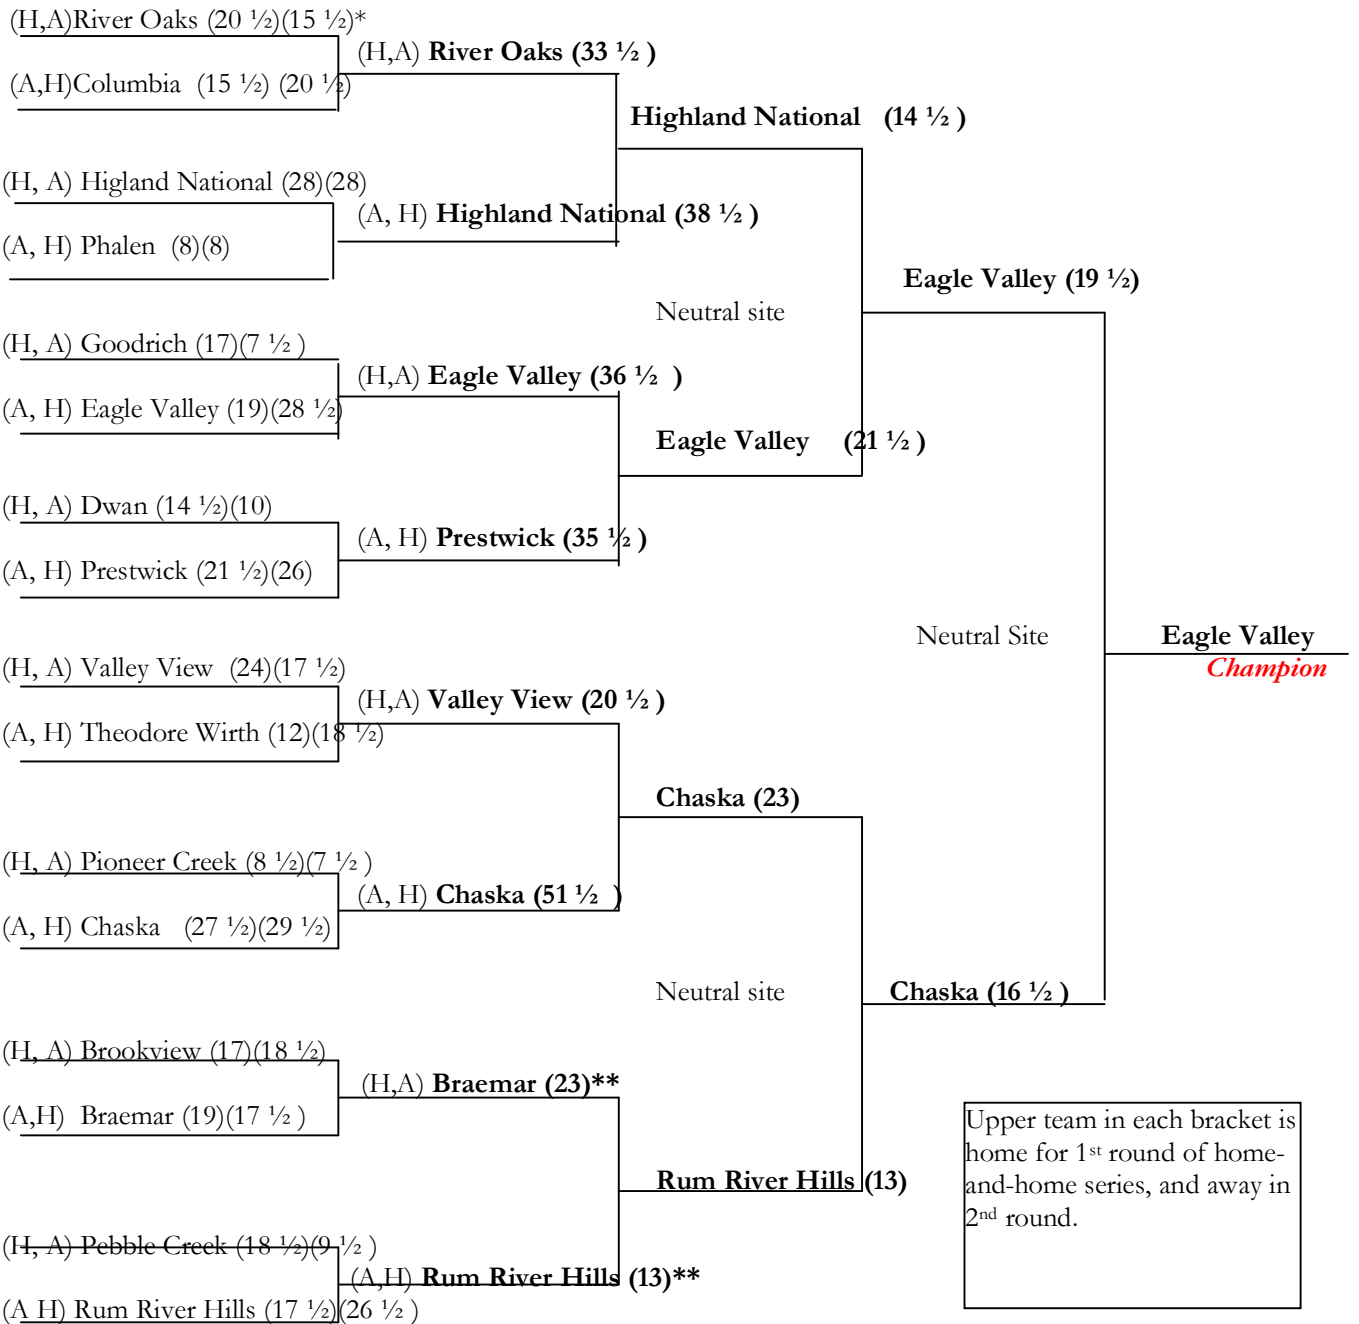 (H,A)River Oaks (20 ½)(15 ½)*
(H,A) River Oaks (33 ½ )
(A,H)Columbia (15 ½) (20 ½)
Highland National (14 ½ )
(H, A) Higland National (28)(28)
(A, H) Highland National (38 ½ )
(A, H) Phalen (8)(8)
Eagle Valley (19 ½)
Neutral site
(H, A) Goodrich (17)(7 ½ )
(H,A) Eagle Valley (36 ½ )
(A, H) Eagle Valley (19)(28 ½)
Eagle Valley (21 ½ )
(H, A) Dwan (14 ½)(10)
(A, H) Prestwick (35 ½ )
(A, H) Prestwick (21 ½)(26)
Neutral Site
Eagle Valley
Champion
(H, A) Valley View (24)(17 ½)
(H,A) Valley View (20 ½ )
(A, H) Theodore Wirth (12)(18 ½)
Chaska (23)
(H, A) Pioneer Creek (8 ½)(7 ½ )
(A, H) Chaska (51 ½ )
(A, H) Chaska (27 ½)(29 ½)
Neutral site
Chaska (16 ½ )
(H, A) Brookview (17)(18 ½)
(H,A) Braemar (23)**
(A,H) Braemar (19)(17 ½ )
Upper team in each bracket is
home for 1st round of home-
and-home series, and away in
2nd round.
Rum River Hills (13)
(H, A) Pebble Creek (18 ½)(9 ½ )
(A,H) Rum River Hills (13)**
(A H) Rum River Hills (17 ½)(26 ½ )